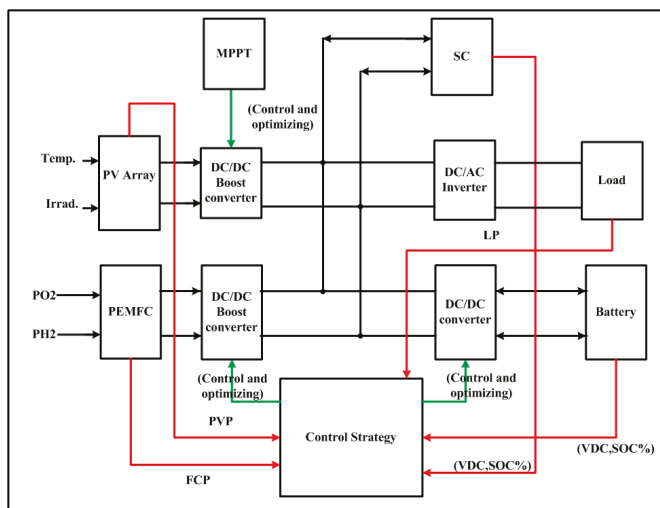 MPPT
SC
(Control and
optimizing)
Temp.
Irrad.
PV Array
DC/DC
Boost
converter
DC/AC
Inverter
Load
LP
PO2
PH2
PEMFC
DC/DC
Boost
converter
DC/DC
converter
Battery
(Control and
optimizing)
(Control and
optimizing)
Control Strategy
PVP
FCP
(VDC,SOC%)
(VDC,SOC%)